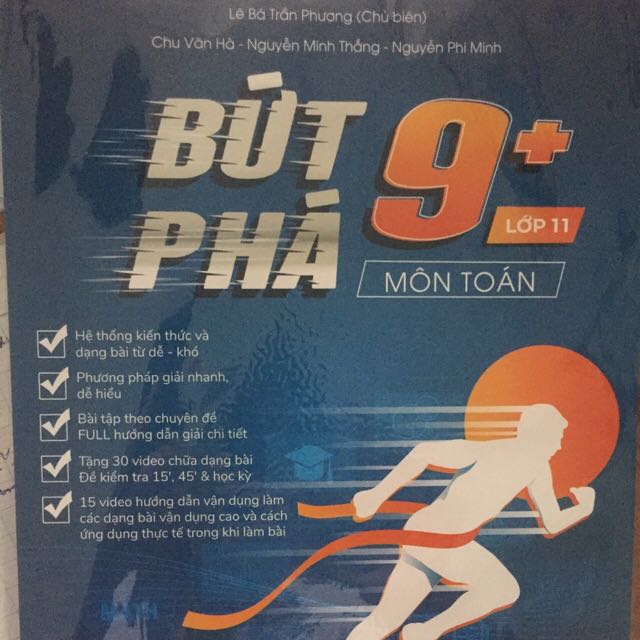 Lê Bá Trần Phương (Chủ biên)
Chu Văn Hà - Nguyễn Minh Thắng - Nguyễn Phi Minh
BỨT
PHÁ
9+
LỚP 11
MÔN TOÁN
Hệ thống kiến thức và
dạng bài từ dễ - khó
Phương pháp giải nhanh,
dễ hiểu
Bài tập theo chuyên đề
FULL hướng dẫn giải chi tiết
Tặng 30 video chữa dạng bài
Đề kiểm tra 15', 45' & học kỳ
15 video hướng dẫn vận dụng làm
các dạng bài vận dụng cao và cách
ứng dụng thực tế trong khi làm bài